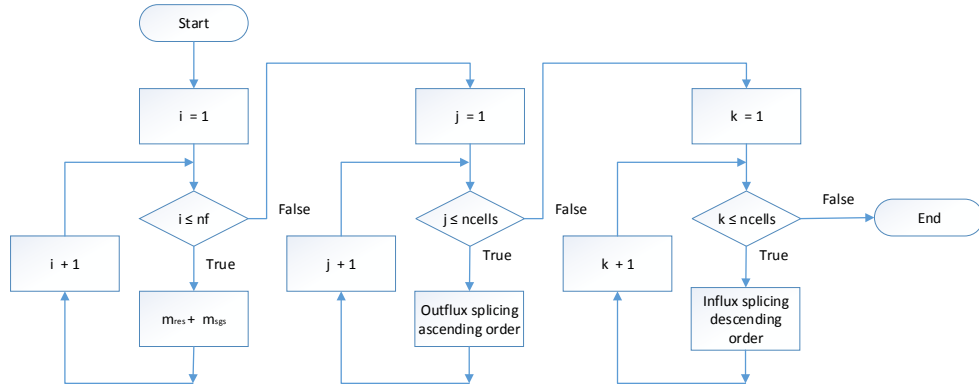 Start
i = 1
i ≤ nf
False
True
i + 1
mres + msgs
j = 1
j ≤ ncells
False
True
j + 1
Outflux splicing
ascending order
k = 1
k ≤ ncells
False
True
k + 1
Influx splicing
descending
order
End